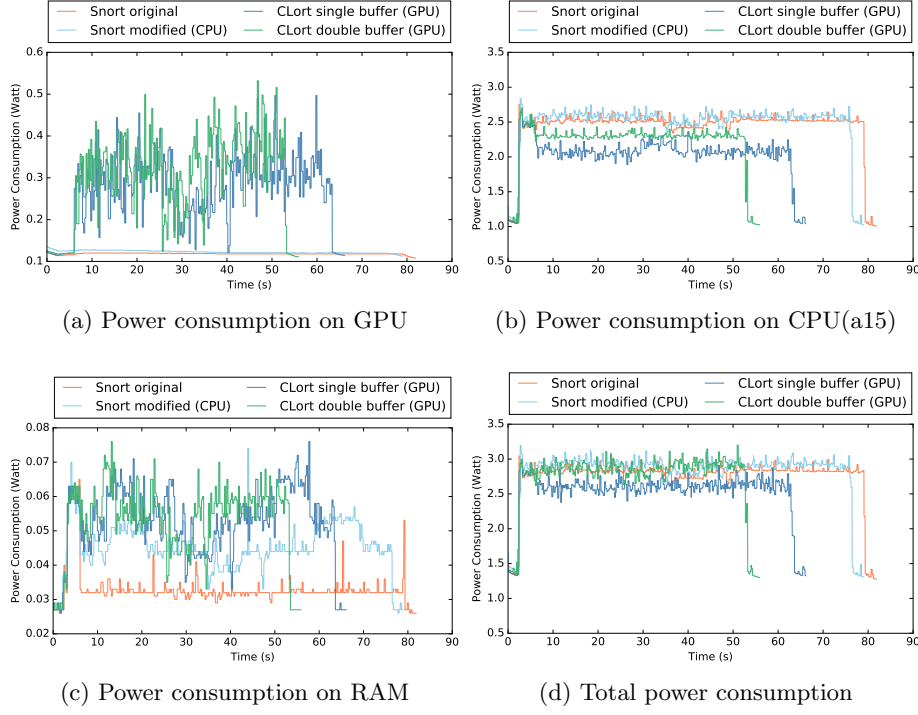 Snort original
CLort single buffer (GPU)
Snort modified (CPU)
CLort double buffer (GPU)
0.6
0.5
0.4
0.3
0.2
0.1
Power Consumption (Watt)
0 10 20 30 40 50 60 70 80 90
Time (s)
(a) Power consumption on GPU
Snort original
CLort single buffer (GPU)
Snort modified (CPU)
CLort double buffer (GPU)
3.5
3.0
2.5
2.0
1.5
1.0
0.5
Power Consumption (Watt)
0 10 20 30 40 50 60 70 80 90
Time (s)
(b) Power consumption on CPU(a15)
Snort original
CLort single buffer (GPU)
Snort modified (CPU)
CLort double buffer (GPU)
0.08
0.07
0.06
0.05
0.04
0.03
0.02
Power Consumption (Watt)
0 10 20 30 40 50 60 70 80 90
Time (s)
(c) Power consumption on RAM
Snort original
CLort single buffer (GPU)
Snort modified (CPU)
CLort double buffer (GPU)
3.5
3.0
2.5
2.0
1.5
1.0
0.5
Power Consumption (Watt)
0 10 20 30 40 50 60 70 80 90
Time (s)
(d) Total power consumption